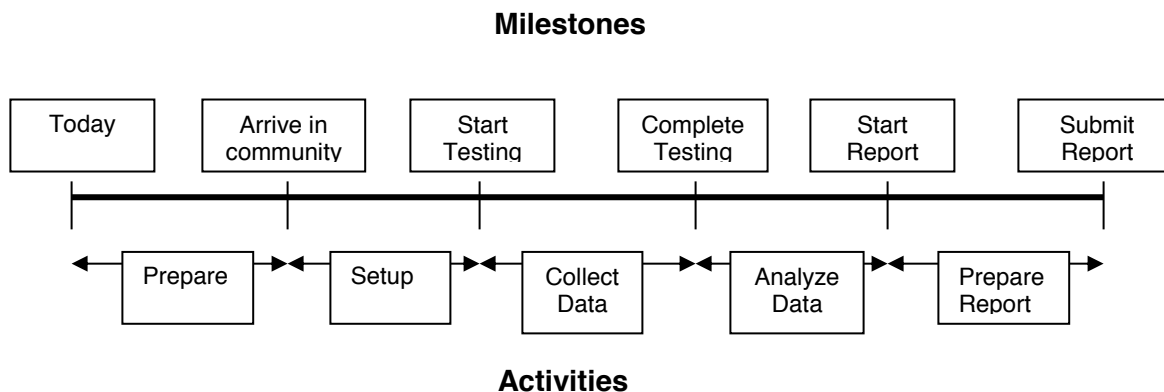 Milestones
Today
Arrive in
community
Start
Testing
Complete
Testing
Start
Report
Submit
Report
Prepare
Setup
Collect
Data
Analyze
Data
Prepare
Report
Activities